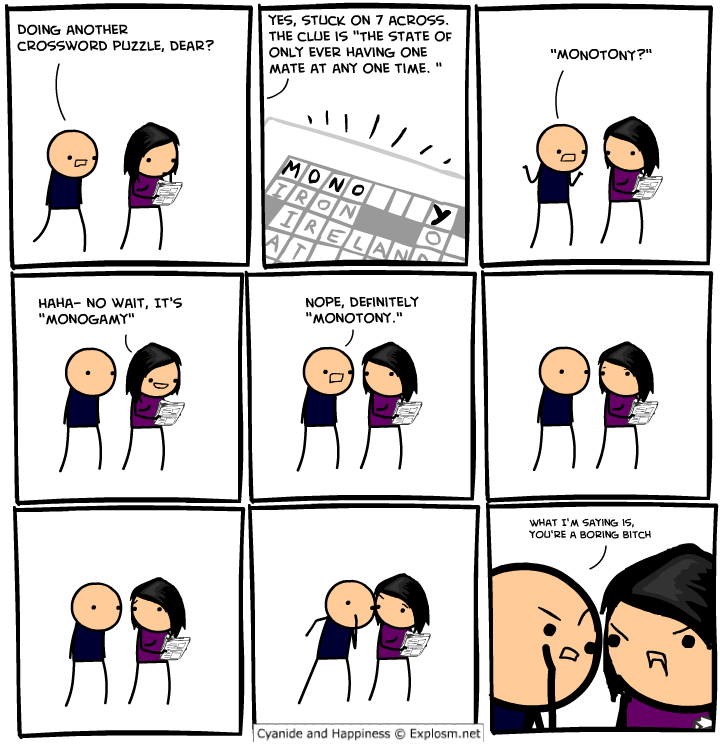 DOING ANOTHER
CROSSWORD PUZZLE, DEAR?
YES, STUCK ON 7 ACROSS.
THE CLUE IS "THE STATE OF
ONLY EVER HAVING ONE
MATE AT ANY ONE TIME. "
MONO Y
IRON O
IRELAND
AT
"MONOTONY?"
HAHA- NO WAIT, IT'S
"MONOGAMY"
NOPE, DEFINITELY
"MONOTONY."
WHAT I'M SAYING IS,
YOU'RE A BORING BITCH
Cyanide and Happiness © Explosm.net